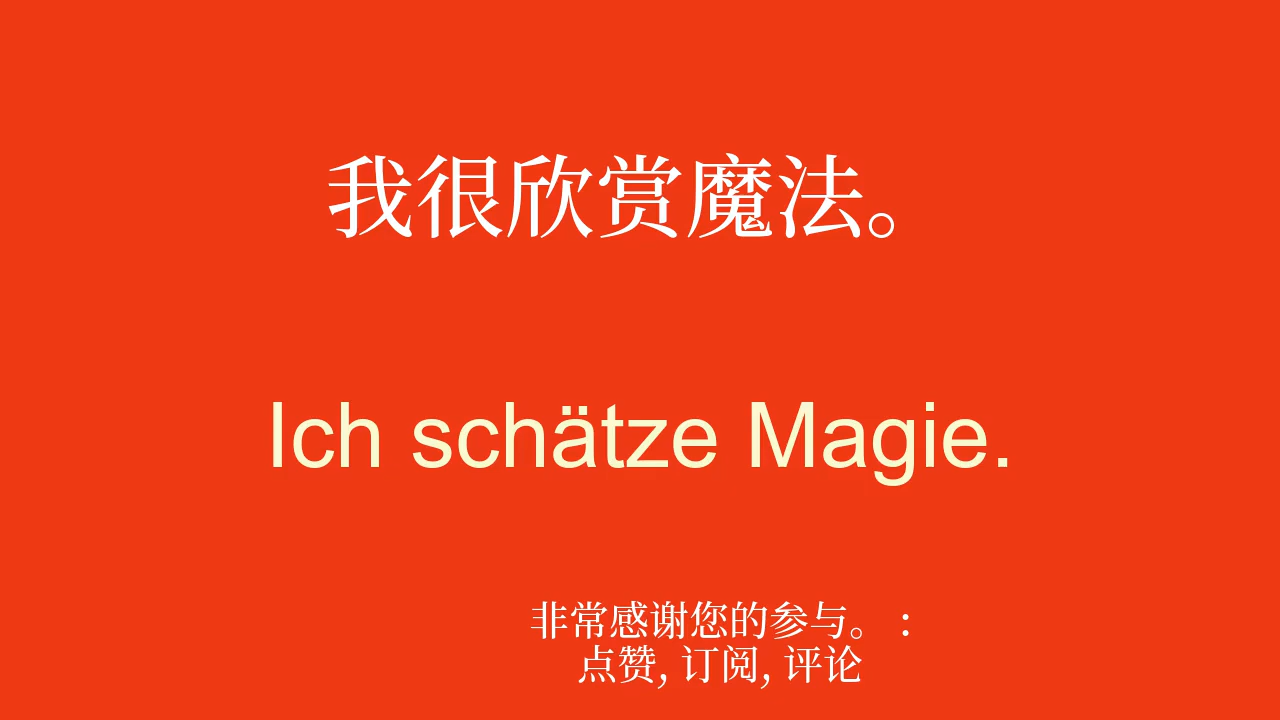 我很欣赏魔法。
Ich schätze Magie.
非常感谢您的参与。 :
点赞, 订阅, 评论